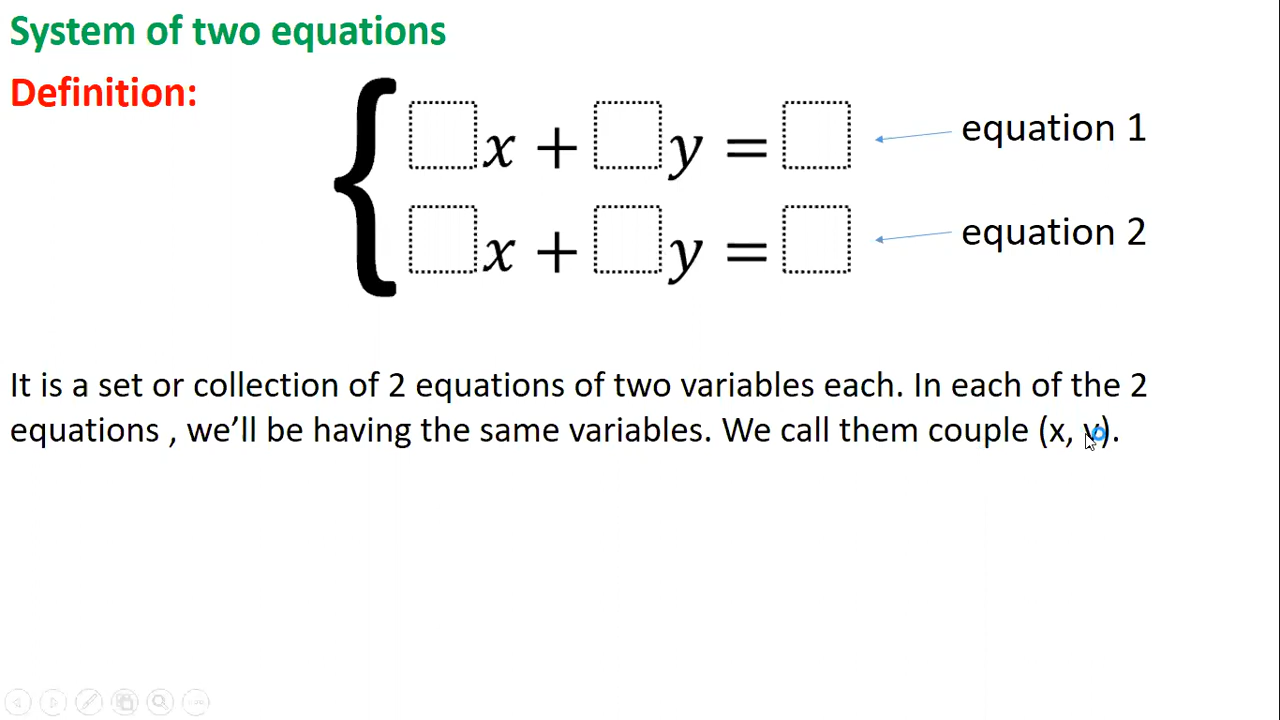 System of two equations
Definition:
{ □x + □y = □ equation 1
□x + □y = □ equation 2
It is a set or collection of 2 equations of two variables each. In each of the 2
equations , we’ll be having the same variables. We call them couple (x, y).